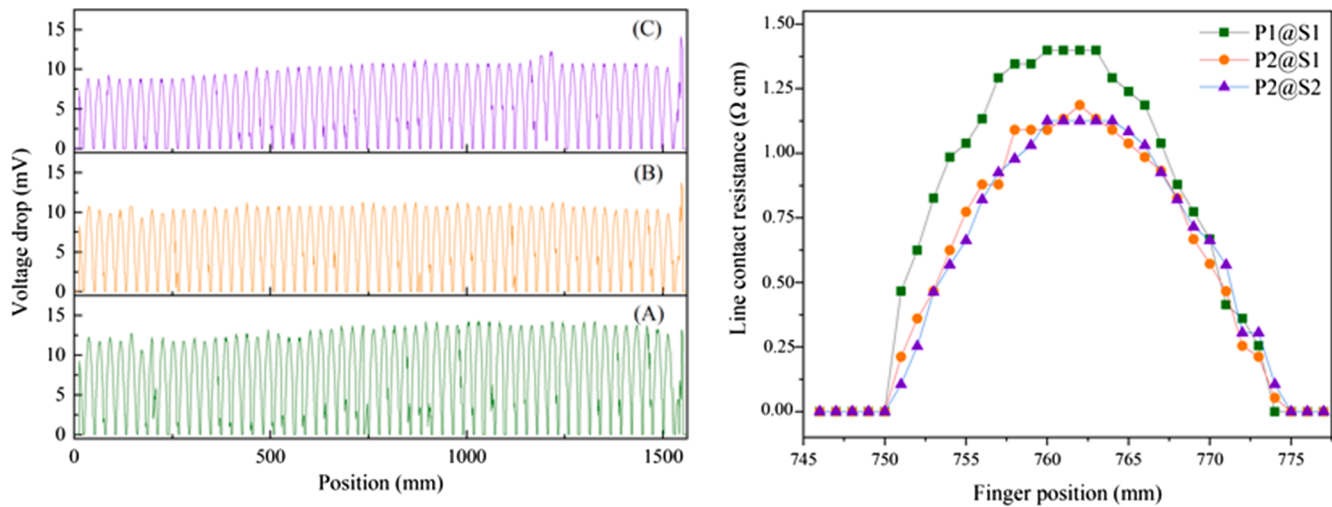 (C)
15
10
5
0
(B)
15
10
5
0
(A)
15
10
5
0
Voltage drop (mV)
0 500 1000 1500
Position (mm)
P1@S1
P2@S1
P2@S2
1.50
1.25
1.00
0.75
0.50
0.25
0.00
Line contact resistance (Ω cm)
745 750 755 760 765 770 775
Finger position (mm)